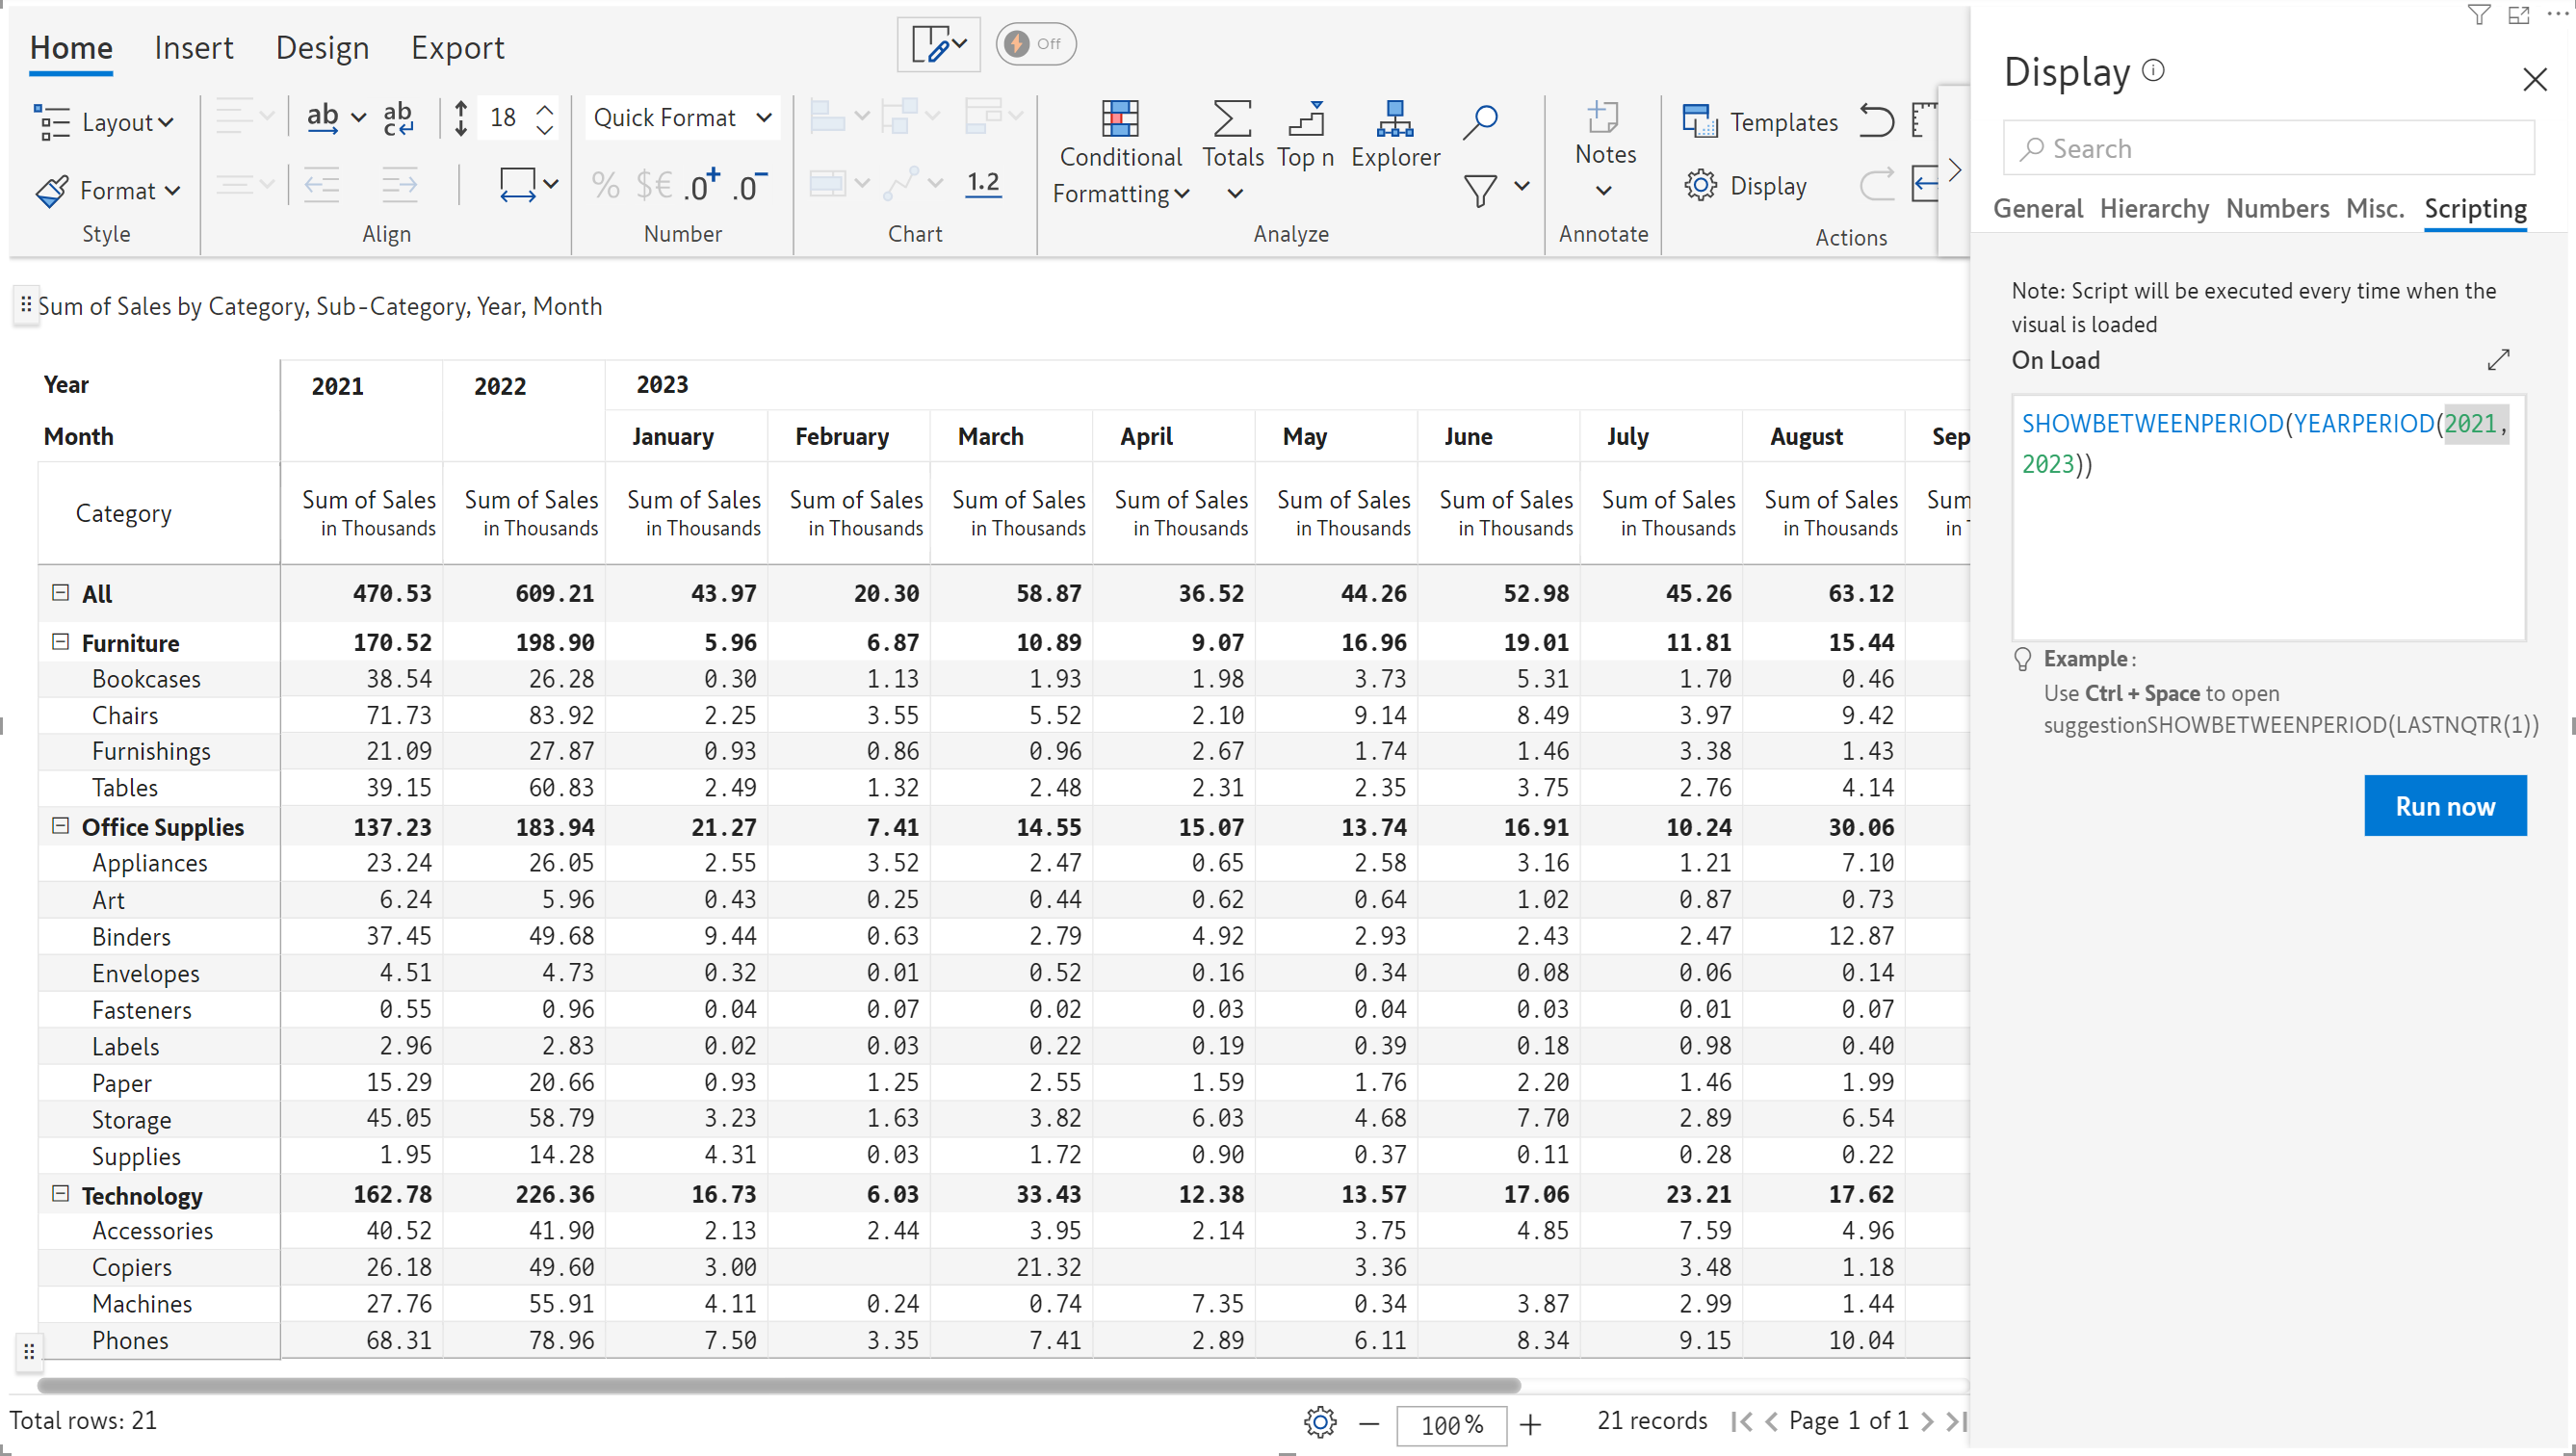 Home Insert Design Export Off
Layout ab ab c 18 Quick Format
Conditional Formatting Totals Top n Explorer Notes Templates
Format % $€ .0+ .0- 1.2 Display
Style Align Number Chart Analyze Annotate Actions
Sum of Sales by Category, Sub-Category, Year, Month
Year 2021 2022 2023
Month January February March April May June July August Sep
Category Sum of Sales Sum of Sales Sum of Sales Sum of Sales Sum of Sales Sum of Sales Sum of Sales Sum of Sales Sum of Sales Sum of Sales Sum
in Thousands in Thousands in Thousands in Thousands in Thousands in Thousands in Thousands in Thousands in Thousands in Thousands in T
All 470.53 609.21 43.97 20.30 58.87 36.52 44.26 52.98 45.26 63.12
Furniture 170.52 198.90 5.96 6.87 10.89 9.07 16.96 19.01 11.81 15.44
Bookcases 38.54 26.28 0.30 1.13 1.93 1.98 3.73 5.31 1.70 0.46
Chairs 71.73 83.92 2.25 3.55 5.52 2.10 9.14 8.49 3.97 9.42
Furnishings 21.09 27.87 0.93 0.86 0.96 2.67 1.74 1.46 3.38 1.43
Tables 39.15 60.83 2.49 1.32 2.48 2.31 2.35 3.75 2.76 4.14
Office Supplies 137.23 183.94 21.27 7.41 14.55 15.07 13.74 16.91 10.24 30.06
Appliances 23.24 26.05 2.55 3.52 2.47 0.65 2.58 3.16 1.21 7.10
Art 6.24 5.96 0.43 0.25 0.44 0.62 0.64 1.02 0.87 0.73
Binders 37.45 49.68 9.44 0.63 2.79 4.92 2.93 2.43 2.47 12.87
Envelopes 4.51 4.73 0.32 0.01 0.52 0.16 0.34 0.08 0.06 0.14
Fasteners 0.55 0.96 0.04 0.07 0.02 0.03 0.04 0.03 0.01 0.07
Labels 2.96 2.83 0.02 0.03 0.22 0.19 0.39 0.18 0.98 0.40
Paper 15.29 20.66 0.93 1.25 2.55 1.59 1.76 2.20 1.46 1.99
Storage 45.05 58.79 3.23 1.63 3.82 6.03 4.68 7.70 2.89 6.54
Supplies 1.95 14.28 4.31 0.03 1.72 0.90 0.37 0.11 0.28 0.22
Technology 162.78 226.36 16.73 6.03 33.43 12.38 13.57 17.06 23.21 17.62
Accessories 40.52 41.90 2.13 2.44 3.95 2.14 3.75 4.85 7.59 4.96
Copiers 26.18 49.60 3.00 21.32 3.36 3.48 1.18
Machines 27.76 55.91 4.11 0.24 0.74 7.35 0.34 3.87 2.99 1.44
Phones 68.31 78.96 7.50 3.35 7.41 2.89 6.11 8.34 9.15 10.04
Total rows: 21 100% 21 records Page 1 of 1
Display
Search
General Hierarchy Numbers Misc. Scripting
Note: Script will be executed every time when the
visual is loaded
On Load
SHOWBETWEENPERIOD(YEARPERIOD(2021,
2023))
Example:
Use Ctrl + Space to open
suggestionSHOWBETWEENPERIOD(LASTNQTR(1))
Run now